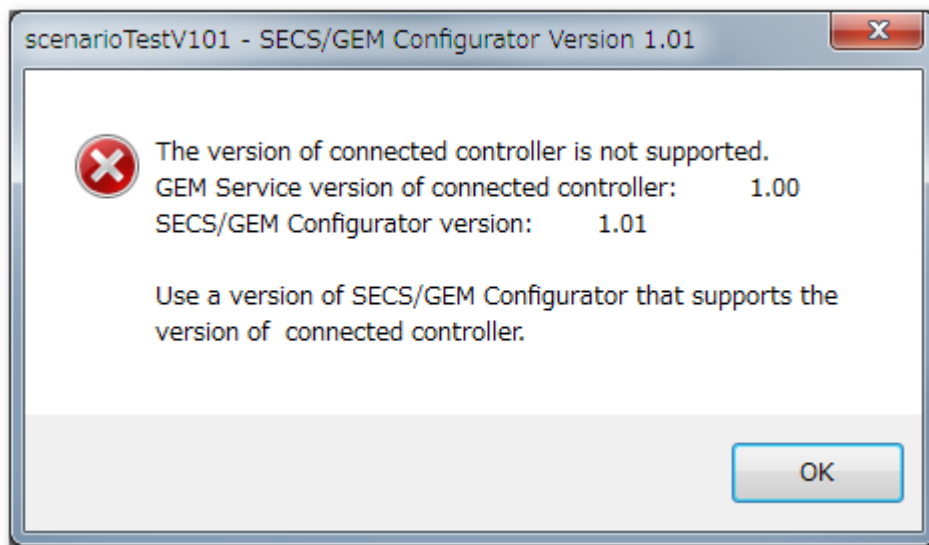 scenarioTestV101 - SECS/GEM Configurator Version 1.01
The version of connected controller is not supported.
GEM Service version of connected controller: 1.00
SECS/GEM Configurator version: 1.01
Use a version of SECS/GEM Configurator that supports the
version of connected controller.
OK